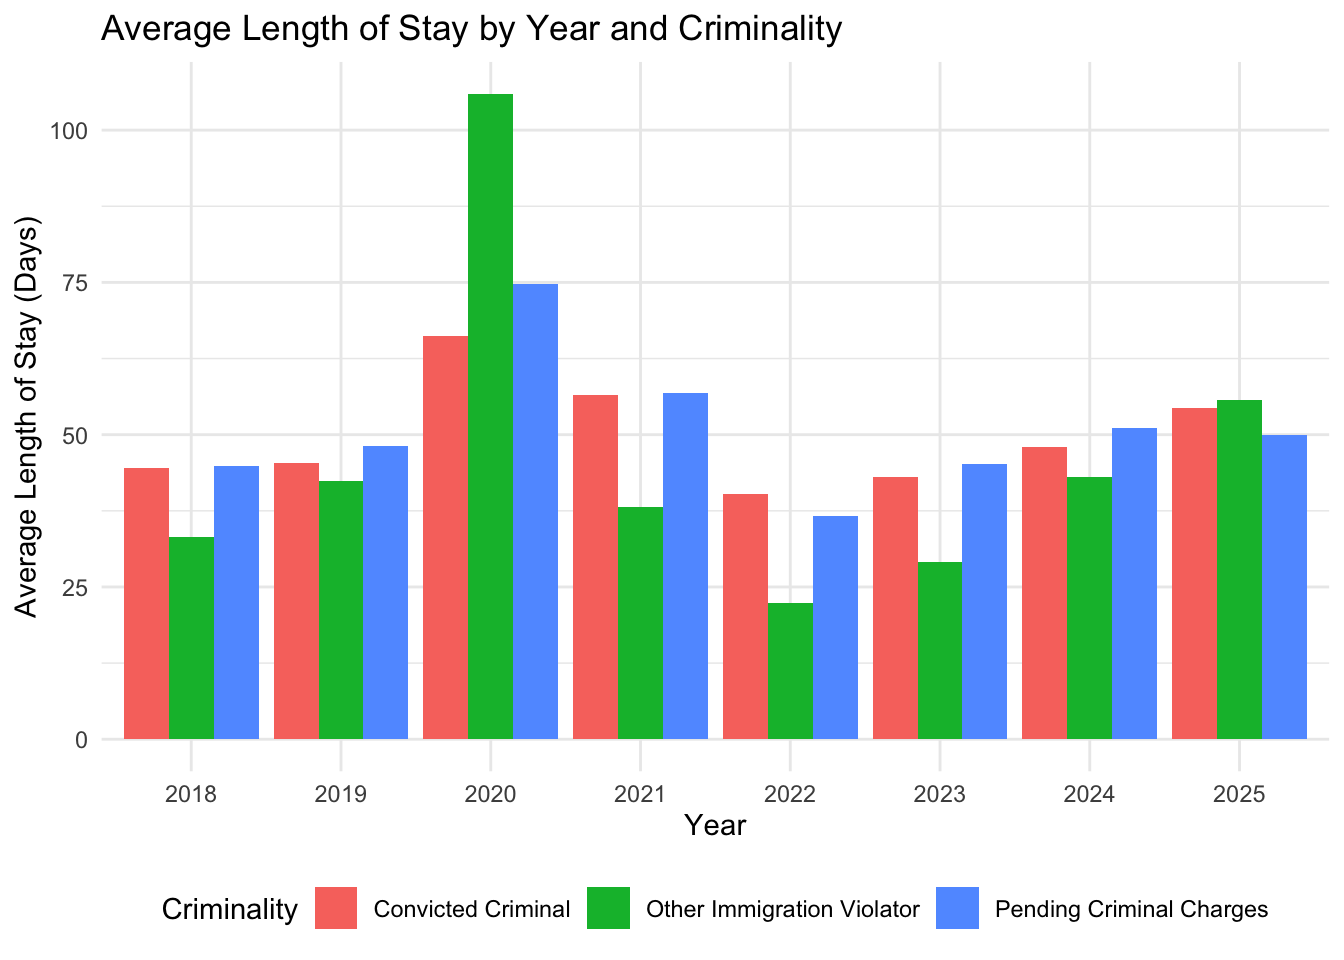 Average Length of Stay by Year and Criminality
Average Length of Stay (Days)
100
75
50
25
0
2018 2019 2020 2021 2022 2023 2024 2025
Year
Criminality Convicted Criminal Other Immigration Violator Pending Criminal Charges